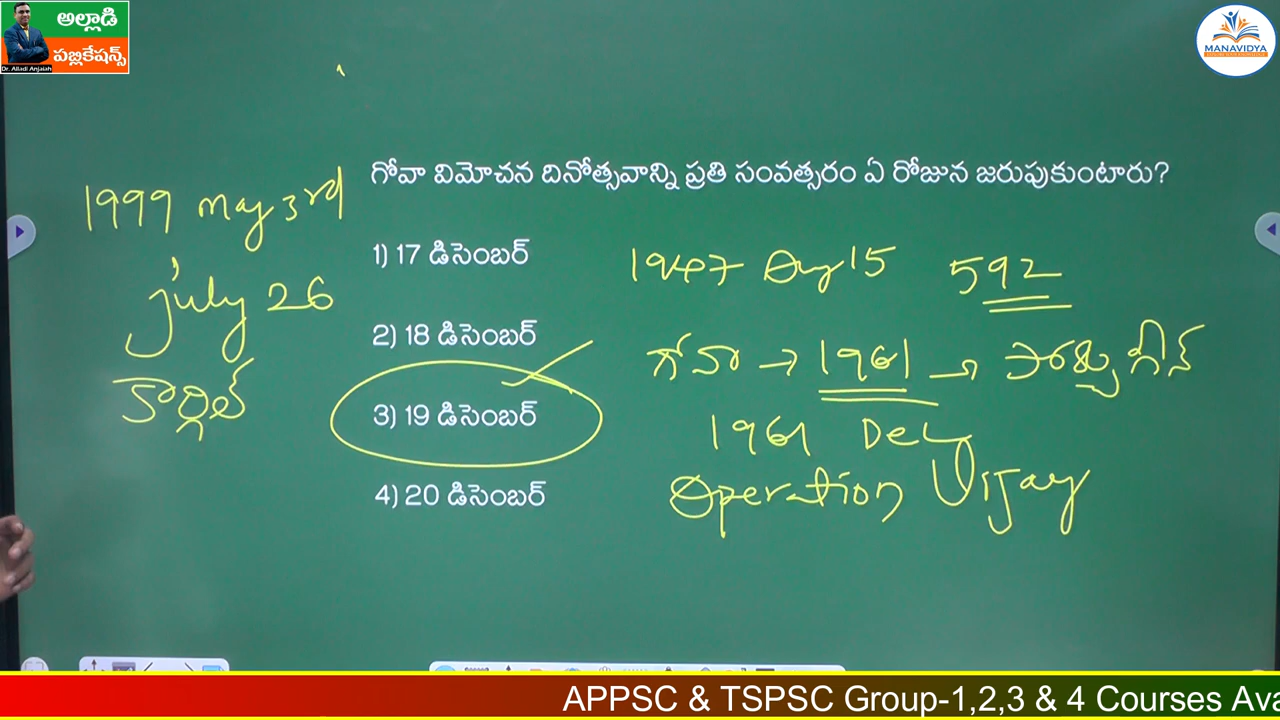 అల్లాడి
పబ్లికేషన్స్
Dr. Alladi Anjaiah
MANAVIDYA
గోవా విమోచన దినోత్సవాన్ని ప్రతి సంవత్సరం ఏ రోజున జరుపుకుంటారు?
1999 may 3rd
july 26
కార్గిల్
1) 17 డిసెంబర్
2) 18 డిసెంబర్
3) 19 డిసెంబర్
4) 20 డిసెంబర్
1947 Aug 15 592
గోవా → 1961 → పోర్చుగీస్
1961 Dec
Operation Vijay
APPSC & TSPSC Group-1,2,3 & 4 Courses Ava